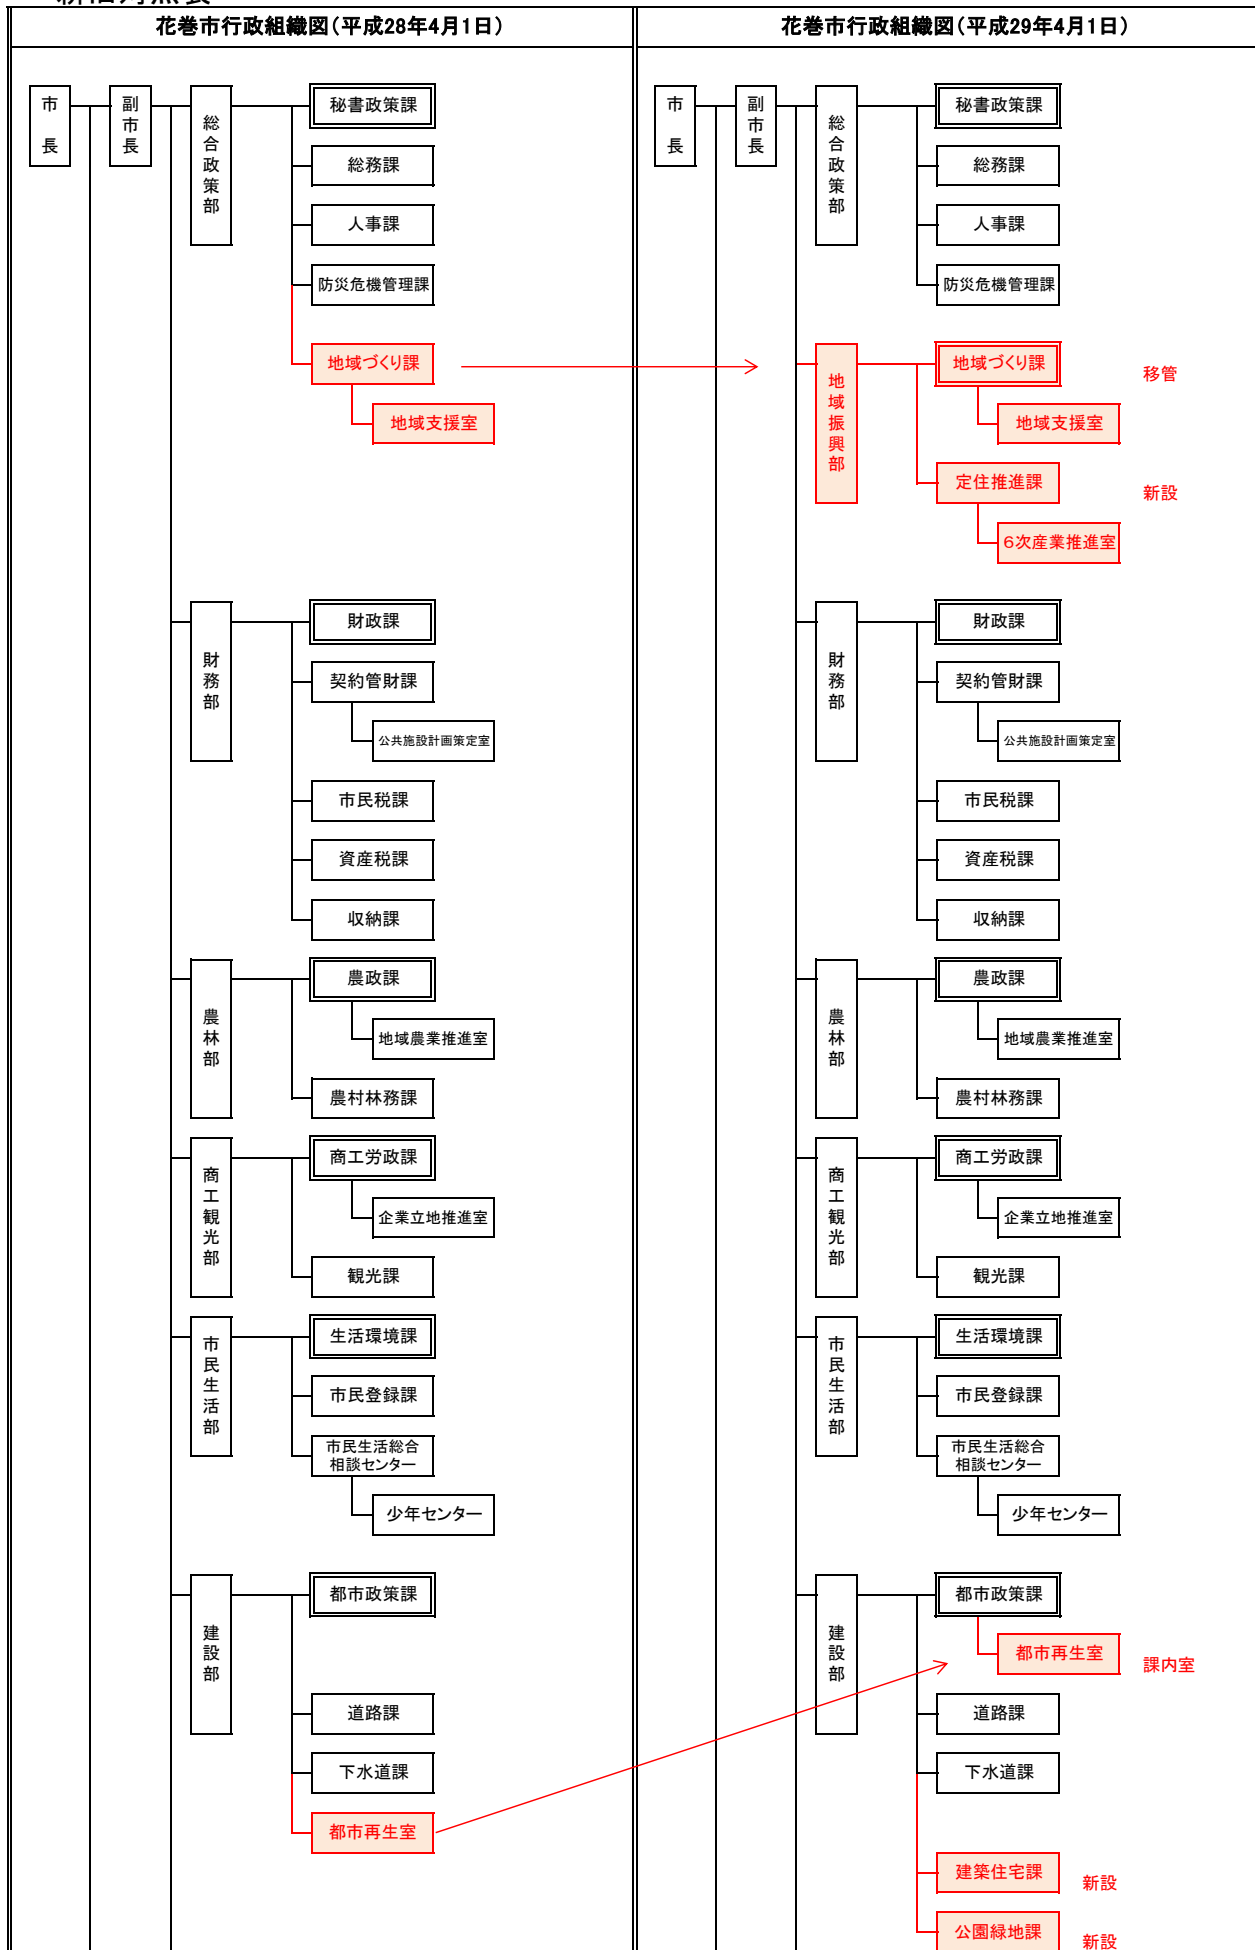 新旧対照表
花巻市行政組織図(平成28年4月1日)
市長
副市長
総合政策部
秘書政策課
総務課
人事課
防災危機管理課
地域づくり課
地域支援室
財務部
財政課
契約管財課
公共施設計画策定室
市民税課
資産税課
収納課
農林部
農政課
地域農業推進室
農村林務課
商工観光部
商工労政課
企業立地推進室
観光課
市民生活部
生活環境課
市民登録課
市民生活総合
相談センター
少年センター
建設部
都市政策課
道路課
下水道課
都市再生室
花巻市行政組織図(平成29年4月1日)
市長
副市長
総合政策部
秘書政策課
総務課
人事課
防災危機管理課
地域振興部
地域づくり課
移管
地域支援室
定住推進課
新設
6次産業推進室
財務部
財政課
契約管財課
公共施設計画策定室
市民税課
資産税課
収納課
農林部
農政課
地域農業推進室
農村林務課
商工観光部
商工労政課
企業立地推進室
観光課
市民生活部
生活環境課
市民登録課
市民生活総合
相談センター
少年センター
建設部
都市政策課
都市再生室
課内室
道路課
下水道課
建築住宅課
新設
公園緑地課
新設